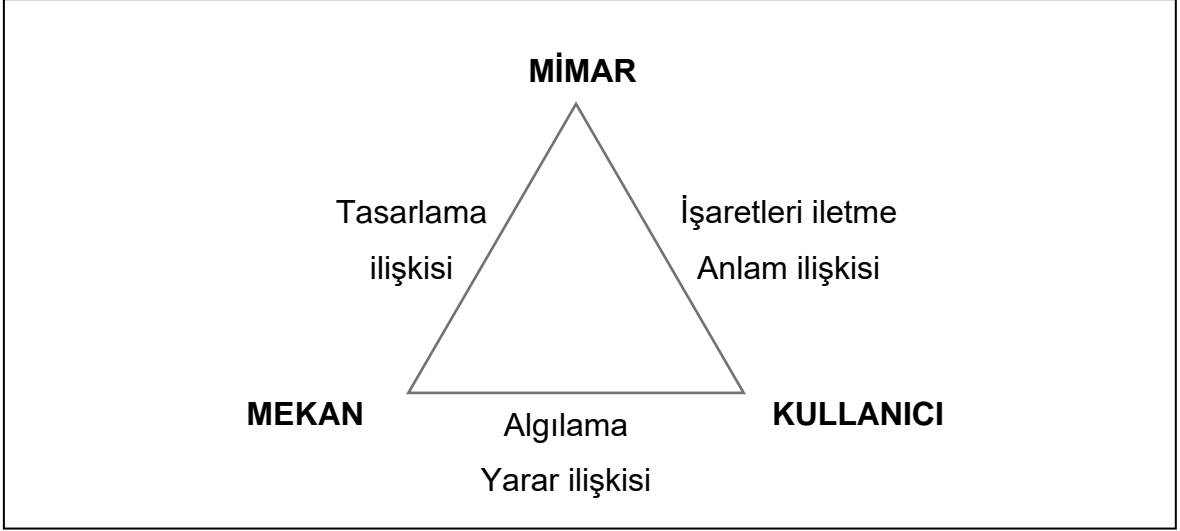 MİMAR
Tasarlama
ilişkisi
İşaretleri iletme
Anlam ilişkisi
MEKAN
KULLANICI
Algılama
Yarar ilişkisi